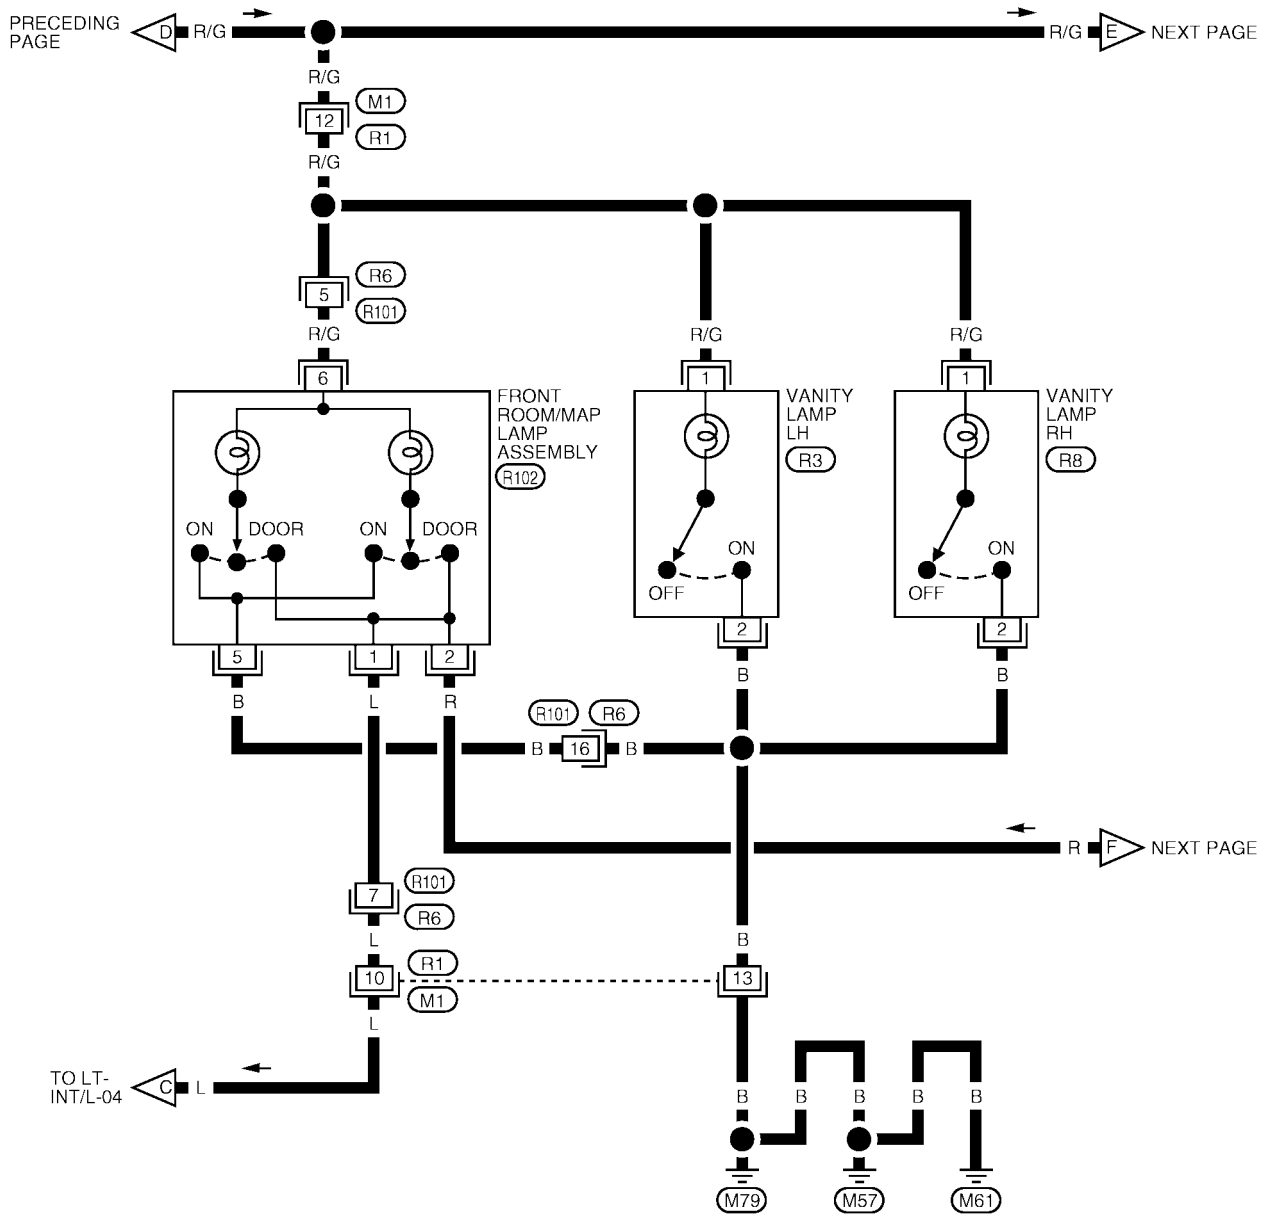 PRECEDING
PAGE
D
R/G
R/G
E
NEXT PAGE
R/G
12
M1
R1
R/G
5
R6
R101
R/G
R/G
R/G
6
1
1
FRONT
ROOM/MAP
LAMP
ASSEMBLY
R102
VANITY
LAMP
LH
R3
VANITY
LAMP
RH
R8
ON
DOOR
ON
DOOR
OFF
ON
OFF
ON
5
1
2
2
2
B
L
R
B
B
R101
R6
B
16
B
R
F
NEXT PAGE
7
R101
R6
L
B
10
R1
M1
13
L
TO LT-
INT/L-04
C
L
B
B
B
B
B
M79
M57
M61